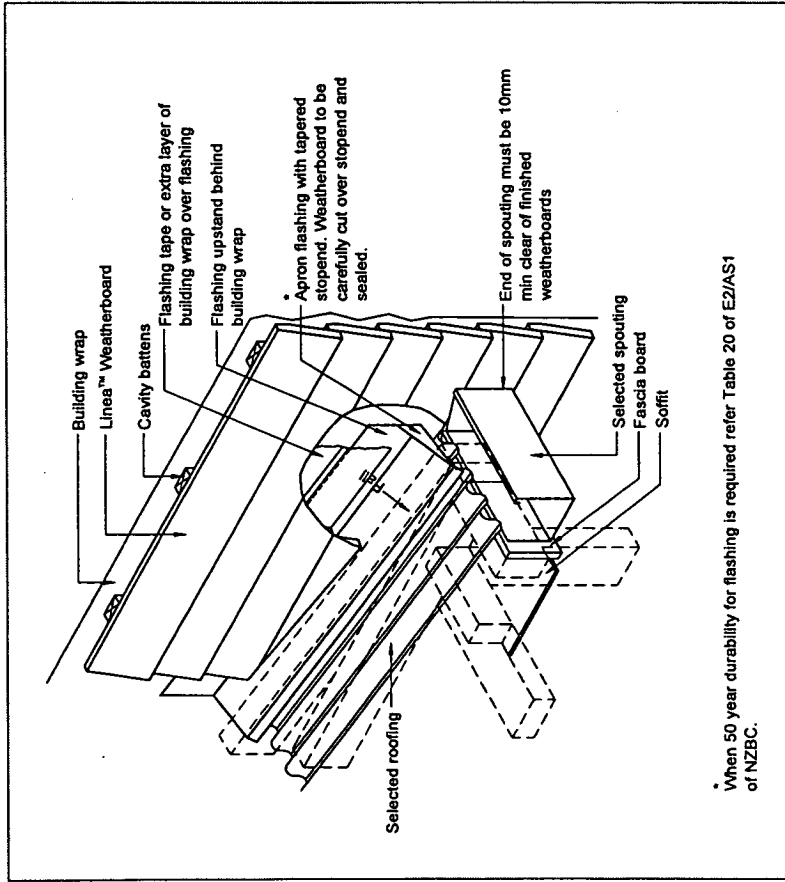 Building wrap
Linea™ Weatherboard
Cavity battens
Flashing tape or extra layer of
building wrap over flashing
Flashing upstand behind
building wrap
*
Apron flashing with tapered
stopend. Weatherboard to be
carefully cut over stopend and
sealed.
Fall
End of spouting must be 10mm
min clear of finished
weatherboards
Selected roofing
Selected spouting
Fascia board
Soffit
*
When 50 year durability for flashing is required refer Table 20 of E2/AS1
of NZBC.